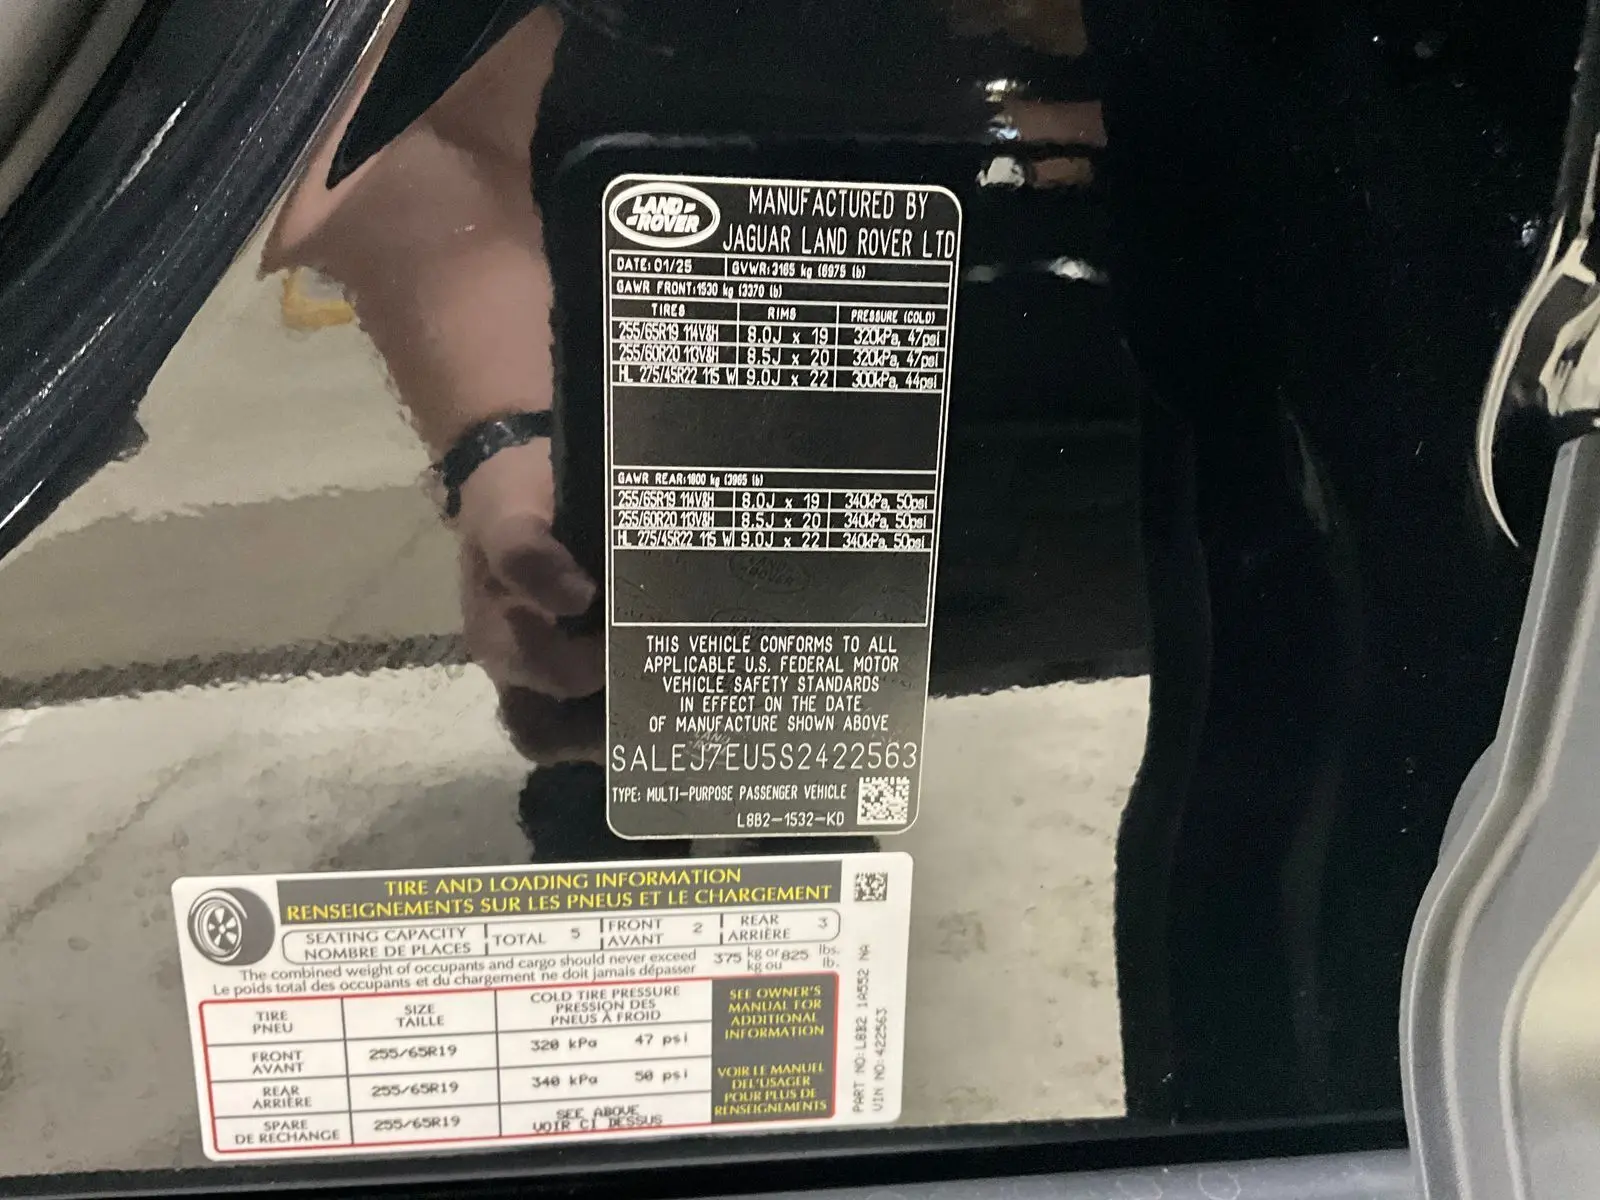 LAND ROVER
MANUFACTURED BY
JAGUAR LAND ROVER LTD
DATE: 01/25 GVWR: 3165 kg (6975 lb)
GAWR FRONT: 1530 kg (3370 lb)
TIRES RIMS PRESSURE (COLD)
255/65R19 114V&H 8.0J x 19 320kPa, 47psi
255/60R20 113V&H 8.5J x 20 320kPa, 47psi
HL 275/45R22 115 W 9.0J x 22 300kPa, 44psi
GAWR REAR: 1800 kg (3965 lb)
255/65R19 114V&H 8.0J x 19 340kPa, 50psi
255/60R20 113V&H 8.5J x 20 340kPa, 50psi
HL 275/45R22 115 W 9.0J x 22 340kPa, 50psi
THIS VEHICLE CONFORMS TO ALL
APPLICABLE U.S. FEDERAL MOTOR
VEHICLE SAFETY STANDARDS
IN EFFECT ON THE DATE
OF MANUFACTURE SHOWN ABOVE
SALEJ7EU5S2422563
TYPE: MULTI-PURPOSE PASSENGER VEHICLE
L8B2-1532-KD
TIRE AND LOADING INFORMATION
RENSEIGNEMENTS SUR LES PNEUS ET LE CHARGEMENT
SEATING CAPACITY
NOMBRE DE PLACES
TOTAL 5
FRONT
AVANT
2
REAR
ARRIÈRE
3
The combined weight of occupants and cargo should never exceed
Le poids total des occupants et du chargement ne doit jamais dépasser
375 kg or 825 lbs.
kg ou lb.
TIRE
PNEU
SIZE
TAILLE
COLD TIRE PRESSURE
PRESSION DES
PNEUS À FROID
FRONT
AVANT
255/65R19
320 kPa 47 psi
REAR
ARRIÈRE
255/65R19
340 kPa 50 psi
SPARE
DE RECHANGE
255/65R19
SEE ABOVE
VOIR CI DESSUS
SEE OWNER'S
MANUAL FOR
ADDITIONAL
INFORMATION
VOIR LE MANUEL
DE L'USAGER
POUR PLUS DE
RENSEIGNEMENTS
PART NO: L8B2 1A552 NA
VIN NO: 422563